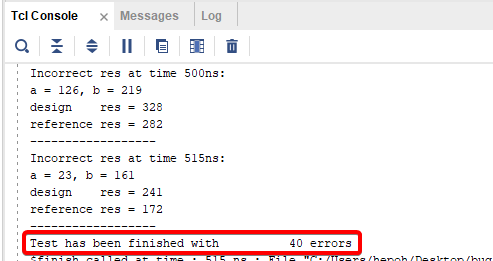 Tcl Console × Messages Log
Incorrect res at time 500ns:
a = 126, b = 219
design    res = 328
reference res = 282
------------------
Incorrect res at time 515ns:
a = 23, b = 161
design    res = 241
reference res = 172
------------------
Test has been finished with          40 errors
$finish called at time : 515 ns : File "C:/Users/hepoh/Desktop/bug